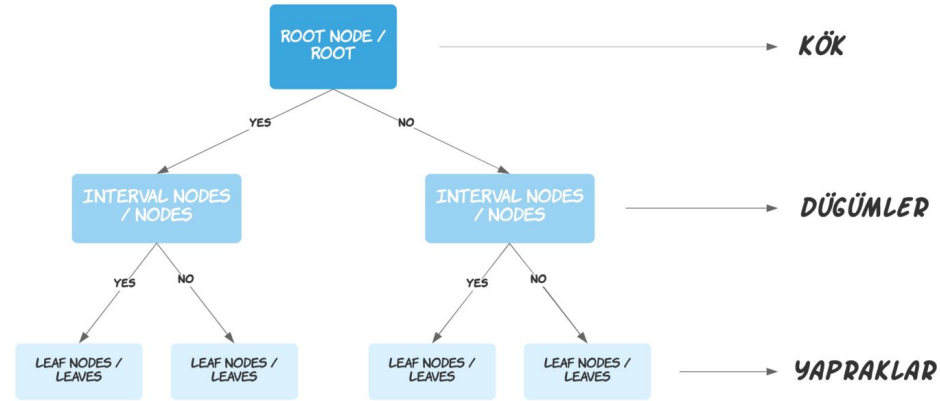 ROOT NODE /
ROOT
KÖK
YES
NO
INTERVAL NODES
/ NODES
INTERVAL NODES
/ NODES
DÜGÜMLER
YES
NO
YES
NO
LEAF NODES /
LEAVES
LEAF NODES /
LEAVES
LEAF NODES /
LEAVES
LEAF NODES /
LEAVES
YAPRAKLAR